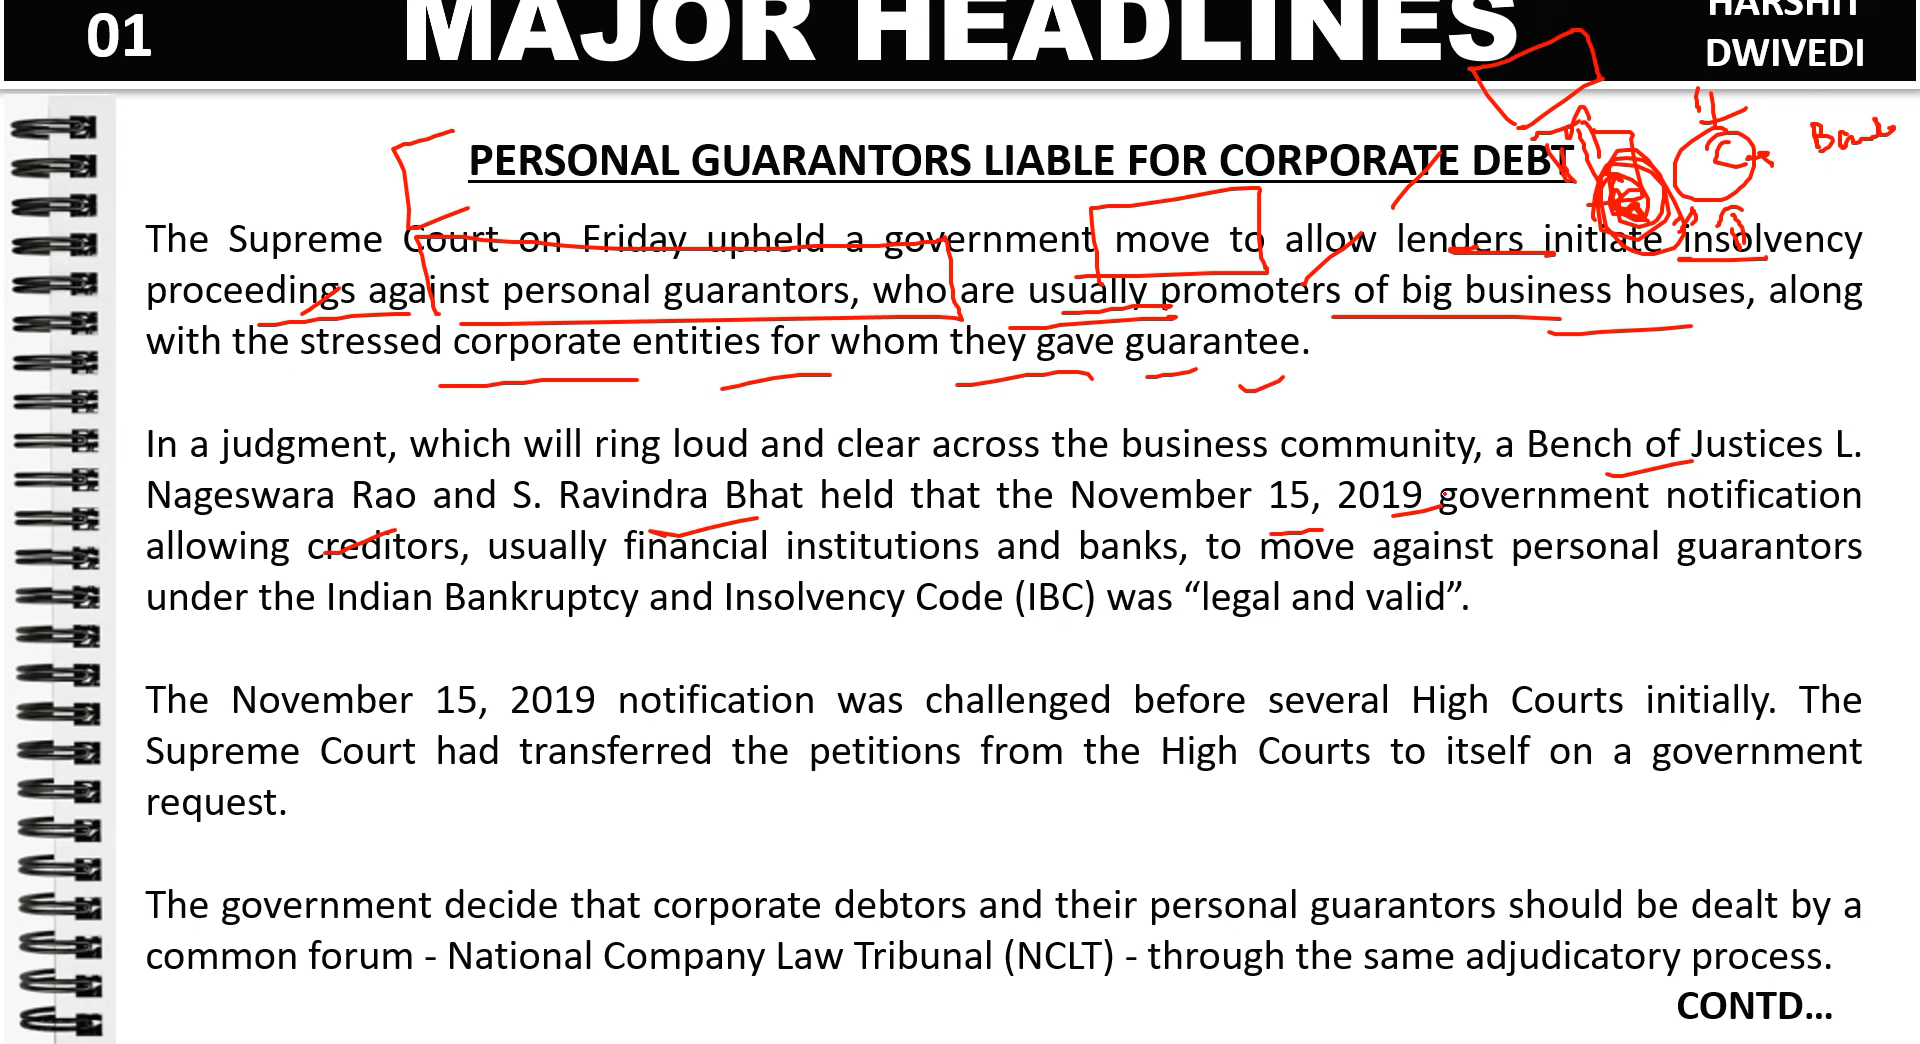 01
MAJOR HEADLINES
HARSHIT
DWIVEDI
Bank
PERSONAL GUARANTORS LIABLE FOR CORPORATE DEBT
The Supreme Court on Friday upheld a government move to allow lenders initiate insolvency
proceedings against personal guarantors, who are usually promoters of big business houses, along
with the stressed corporate entities for whom they gave guarantee.
In a judgment, which will ring loud and clear across the business community, a Bench of Justices L.
Nageswara Rao and S. Ravindra Bhat held that the November 15, 2019 government notification
allowing creditors, usually financial institutions and banks, to move against personal guarantors
under the Indian Bankruptcy and Insolvency Code (IBC) was “legal and valid”.
The November 15, 2019 notification was challenged before several High Courts initially. The
Supreme Court had transferred the petitions from the High Courts to itself on a government
request.
The government decide that corporate debtors and their personal guarantors should be dealt by a
common forum - National Company Law Tribunal (NCLT) - through the same adjudicatory process.
CONTD...